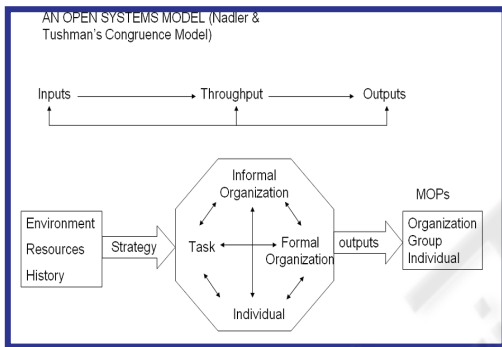 AN OPEN SYSTEMS MODEL (Nadler &
Tushman's Congruence Model)
Inputs
Throughput
Outputs
Informal
Organization
MOPs
Environment
Resources
History
Strategy
Task
Formal
Organization
outputs
Organization
Group
Individual
Individual